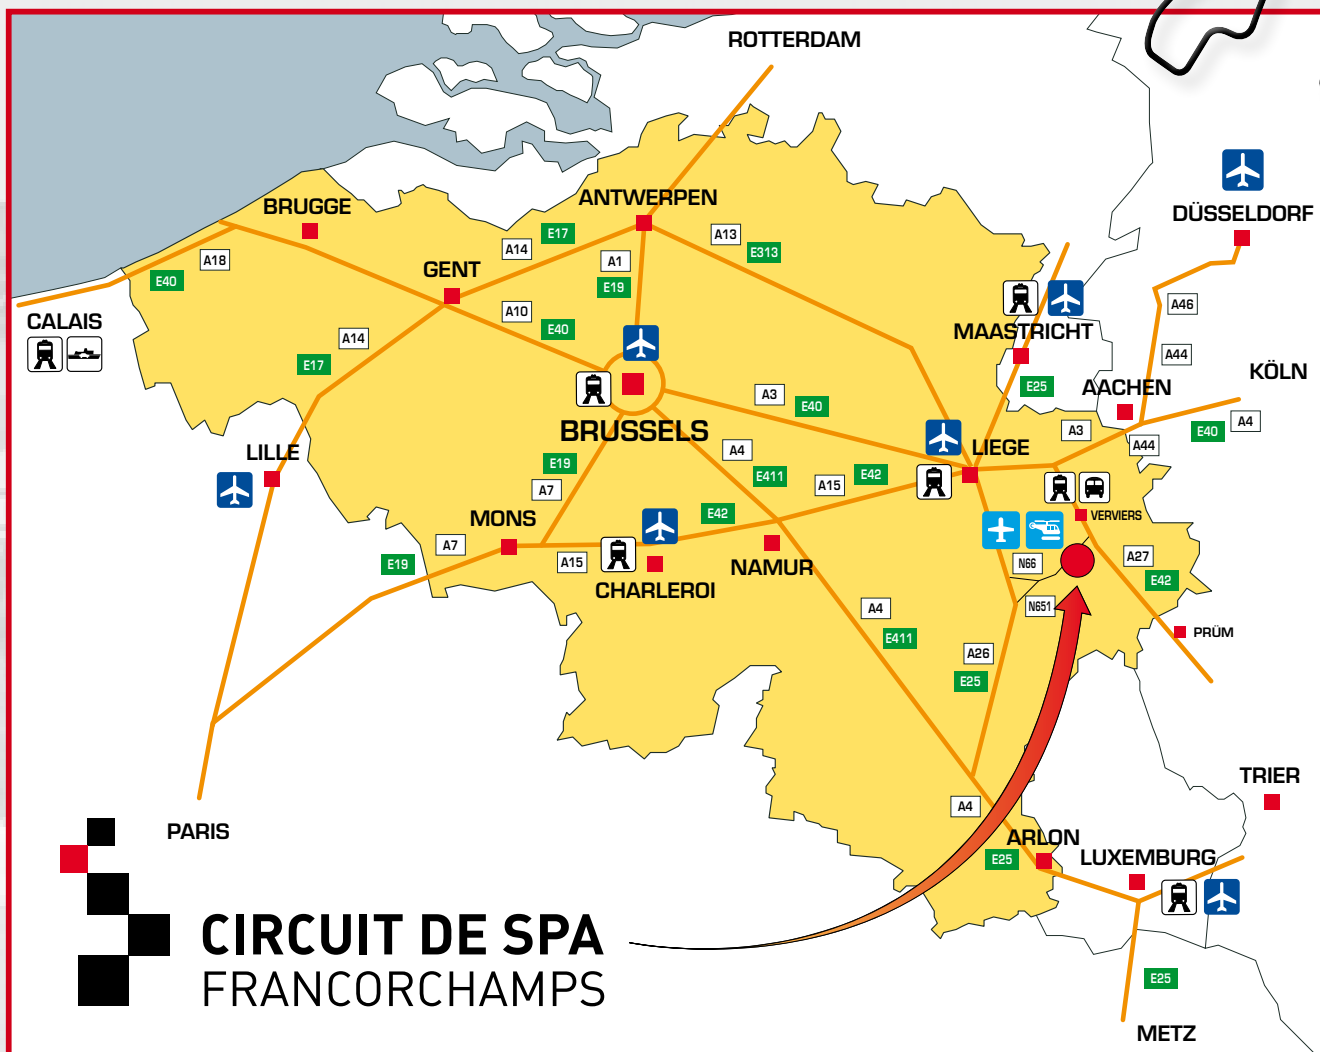 ROTTERDAM
DÜSSELDORF
BRUGGE
ANTWERPEN
E17
A13
A14
E313
A18
A1
E40
GENT
E19
A46
A10
CALAIS
E40
MAASTRICHT
A14
A44
E17
KÖLN
AACHEN
E25
A3
E40
BRUSSELS
A3
E40
A4
LILLE
A4
LIEGE
A44
E19
E411
E42
A15
A7
MONS
E42
VERVIERS
A7
A15
E19
NAMUR
N66
A27
E42
CHARLEROI
A4
N651
E411
PRÜM
A26
E25
TRIER
A4
PARIS
ARLON
E25
LUXEMBURG
CIRCUIT DE SPA
FRANCORCHAMPS
E25
METZ